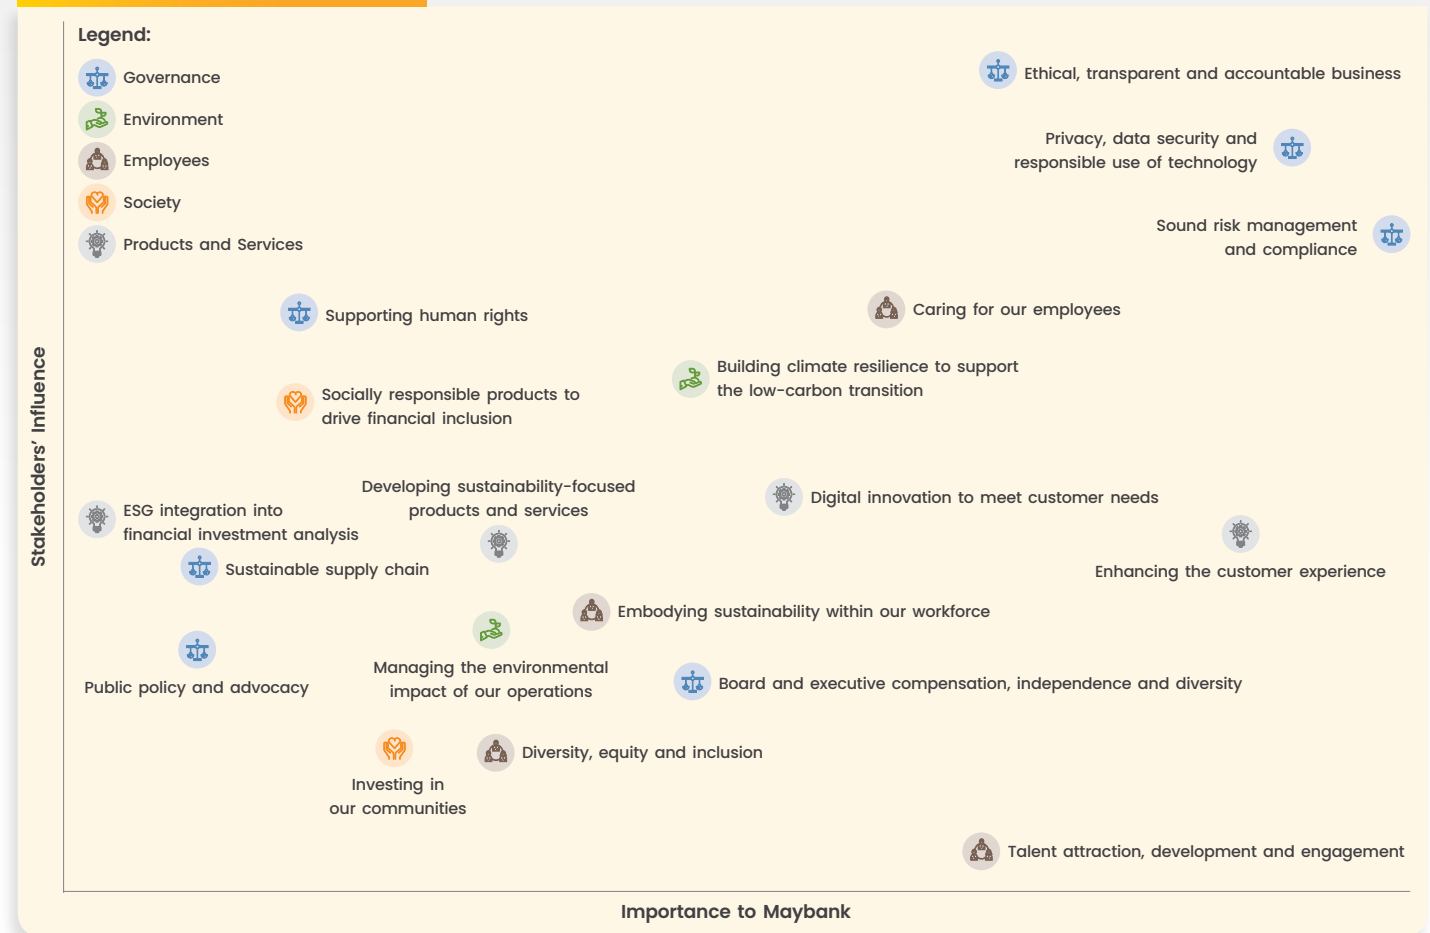 Legend:
Governance
Environment
Employees
Society
Products and Services
Ethical, transparent and accountable business
Privacy, data security and
responsible use of technology
Sound risk management
and compliance
Supporting human rights
Caring for our employees
Building climate resilience to support
the low-carbon transition
Socially responsible products to
drive financial inclusion
Developing sustainability-focused
products and services
Digital innovation to meet customer needs
ESG integration into
financial investment analysis
Enhancing the customer experience
Sustainable supply chain
Embodying sustainability within our workforce
Managing the environmental
impact of our operations
Public policy and advocacy
Board and executive compensation, independence and diversity
Diversity, equity and inclusion
Investing in
our communities
Talent attraction, development and engagement
Stakeholders’ Influence
Importance to Maybank